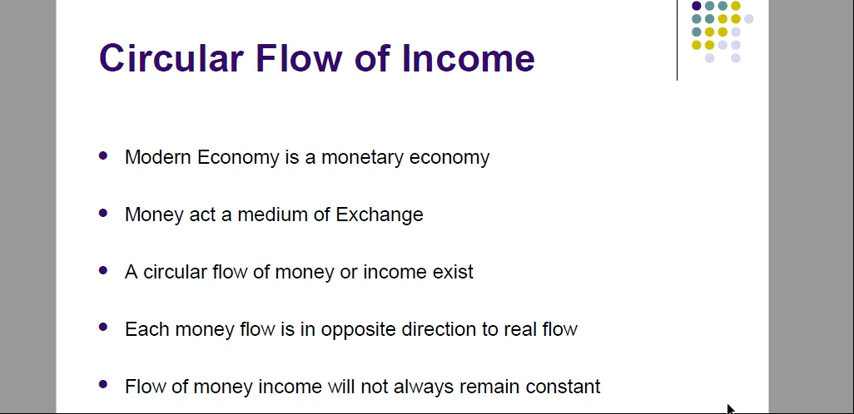 Circular Flow of Income
Modern Economy is a monetary economy
Money act a medium of Exchange
A circular flow of money or income exist
Each money flow is in opposite direction to real flow
Flow of money income will not always remain constant